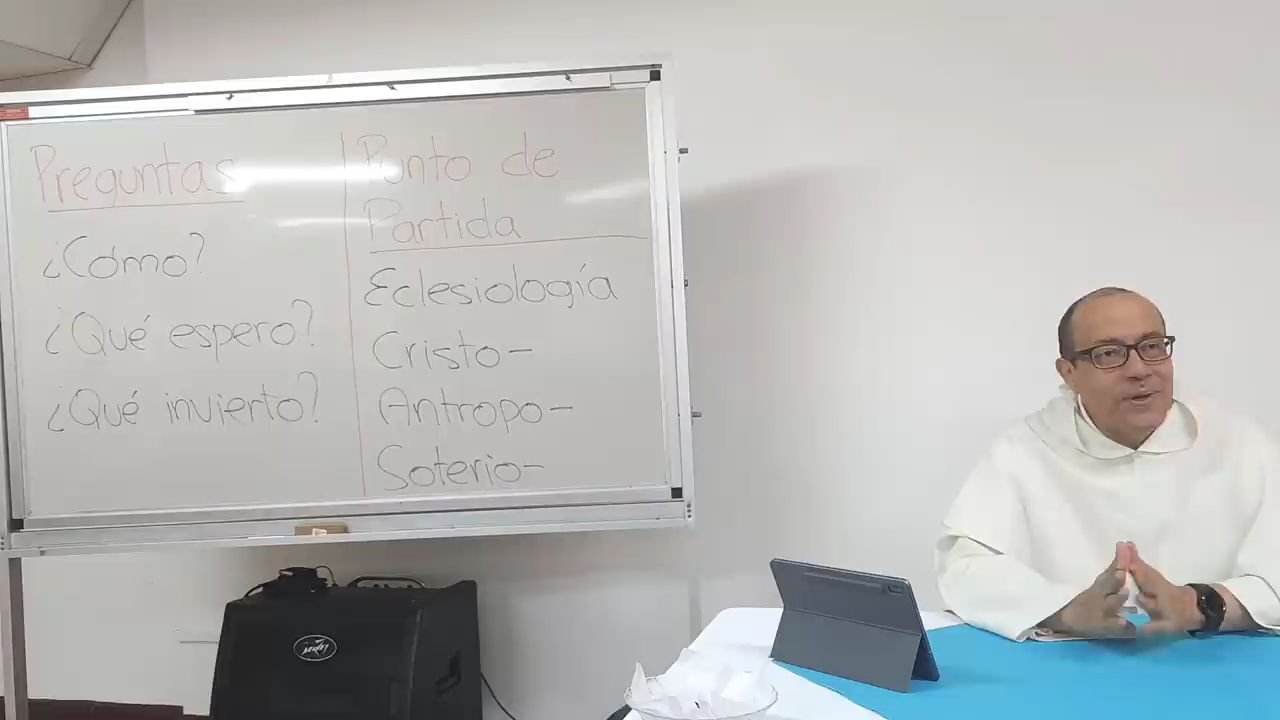 Preguntas
¿Cómo?
¿Qué espero?
¿Qué invierto?
Punto de
Partida
Eclesiología
Cristo-
Antropo-
Soterio-